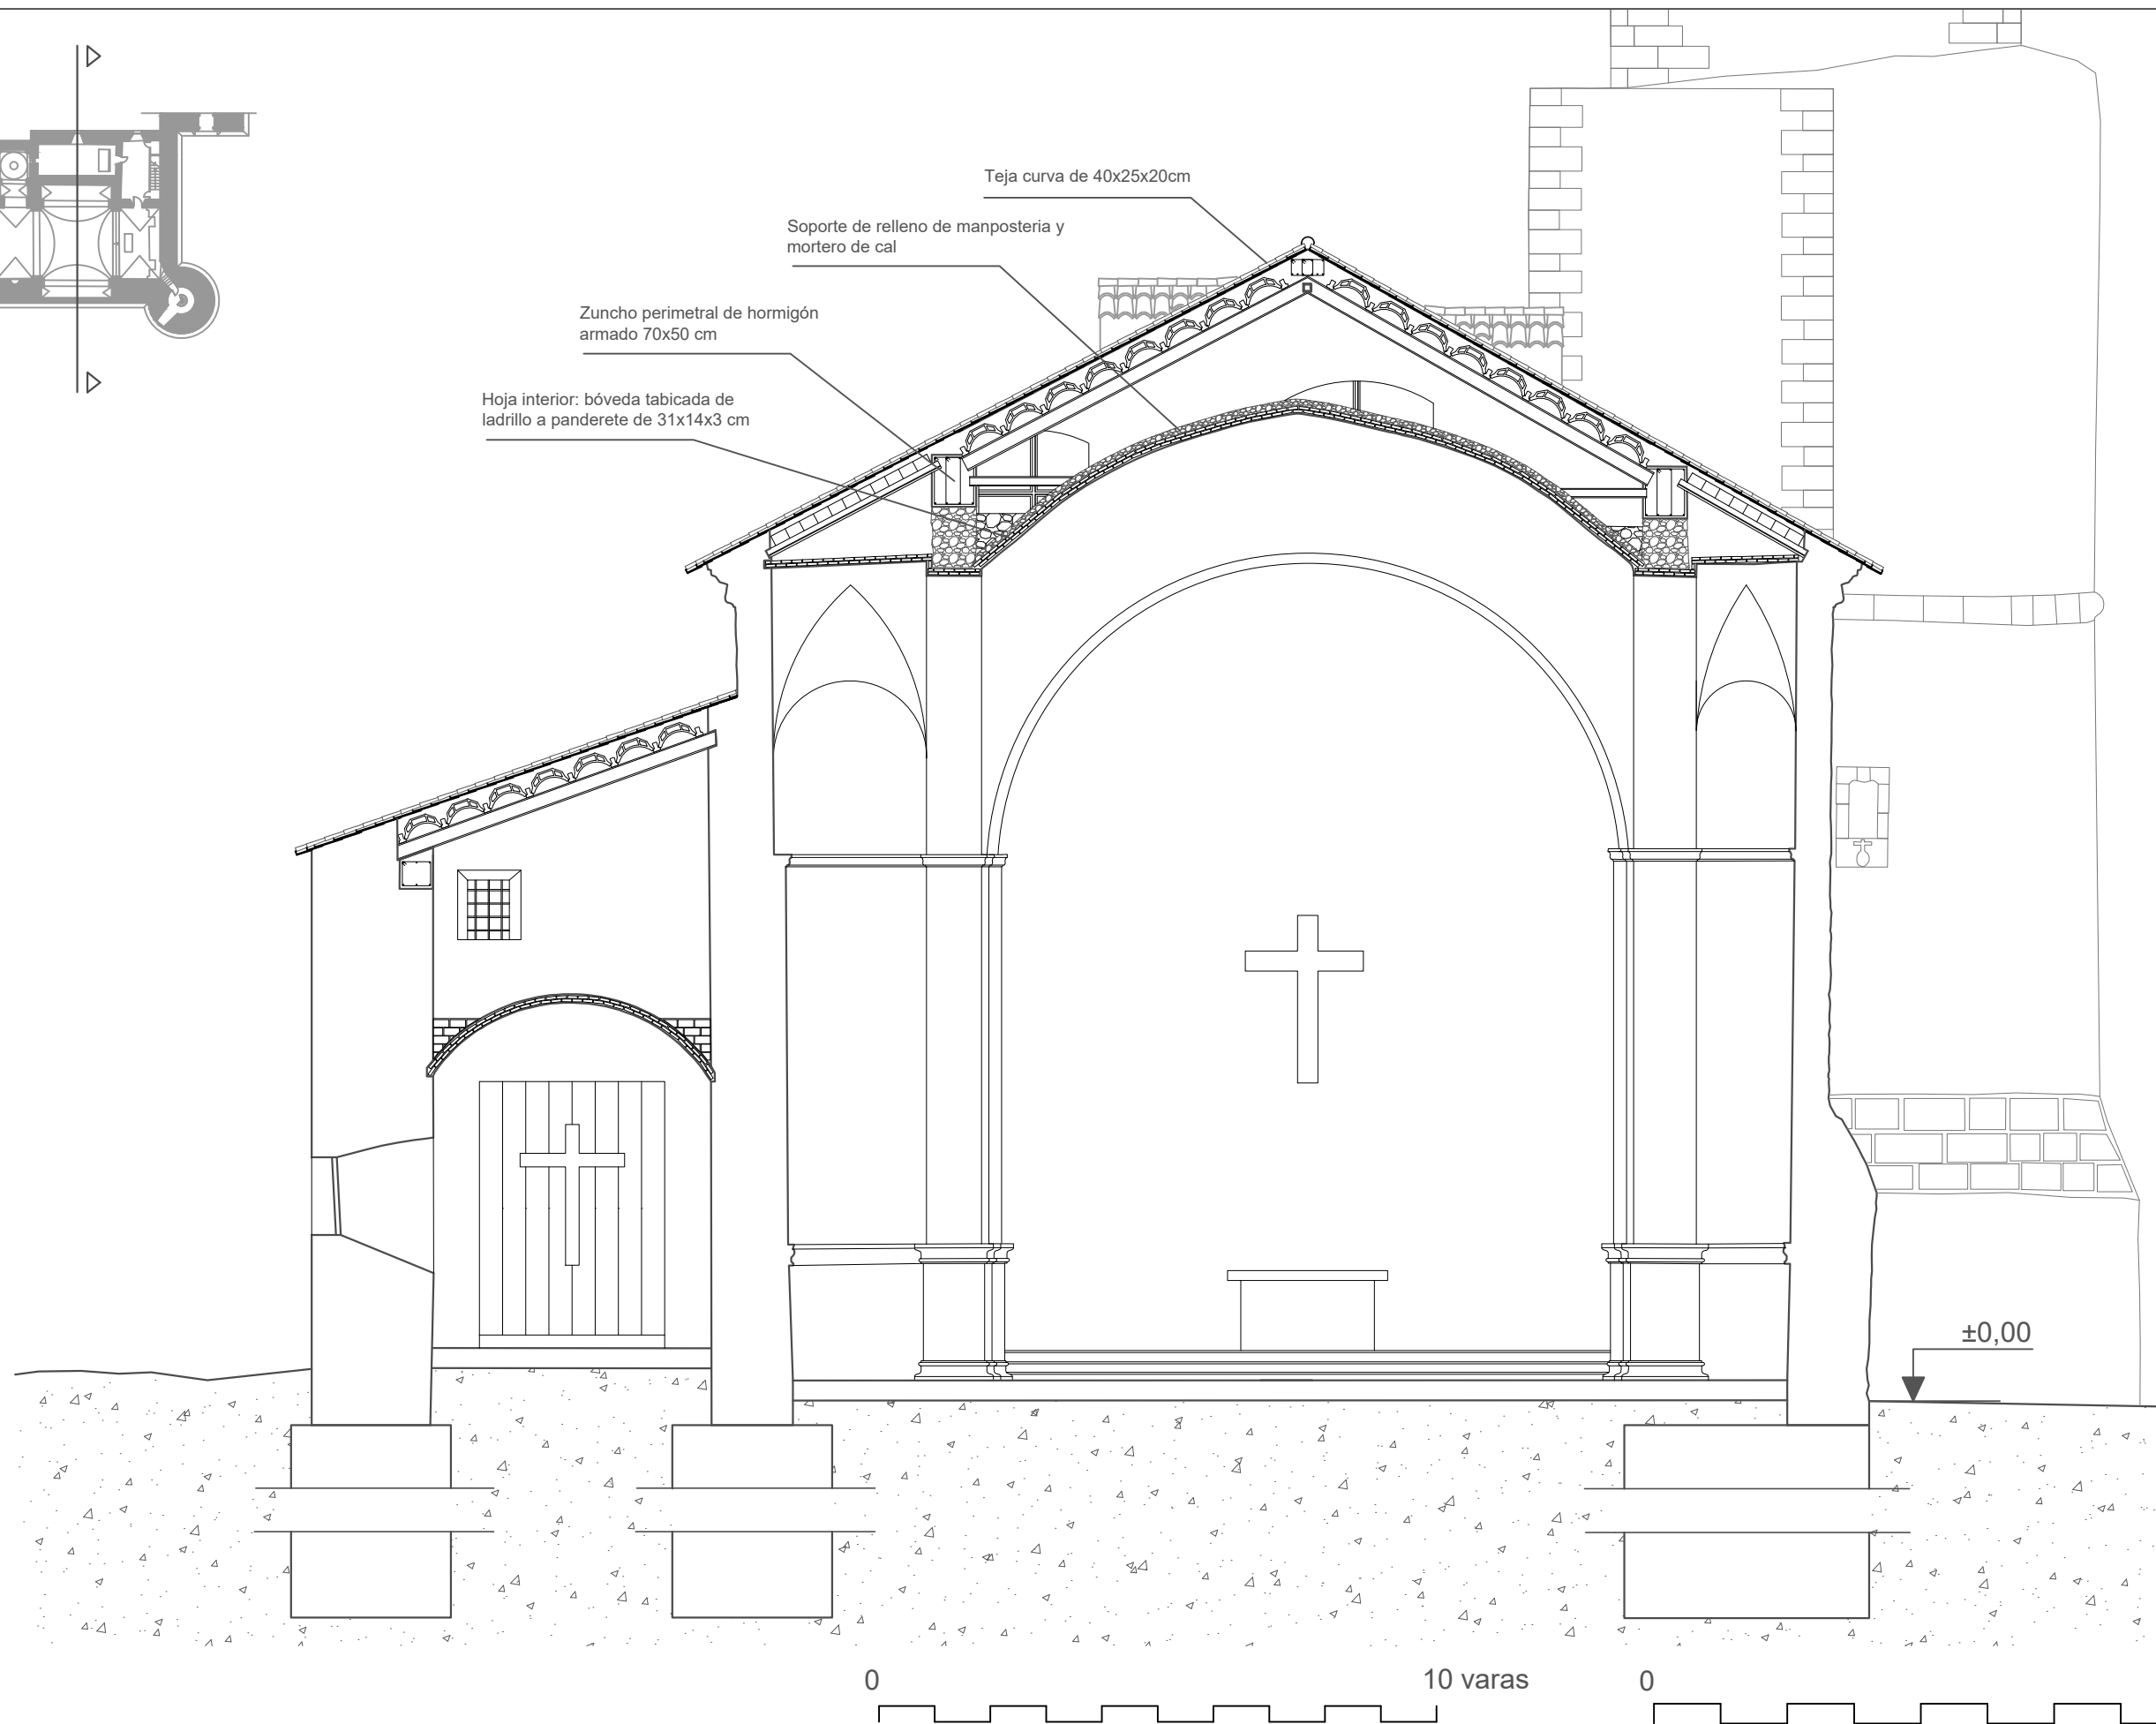 Teja curva de 40x25x20cm
Soporte de relleno de manposteria y
mortero de cal
Zuncho perimetral de hormigón
armado 70x50 cm
Hoja interior: bóveda tabicada de
ladrillo a panderete de 31x14x3 cm
±0,00
0 10 varas 0